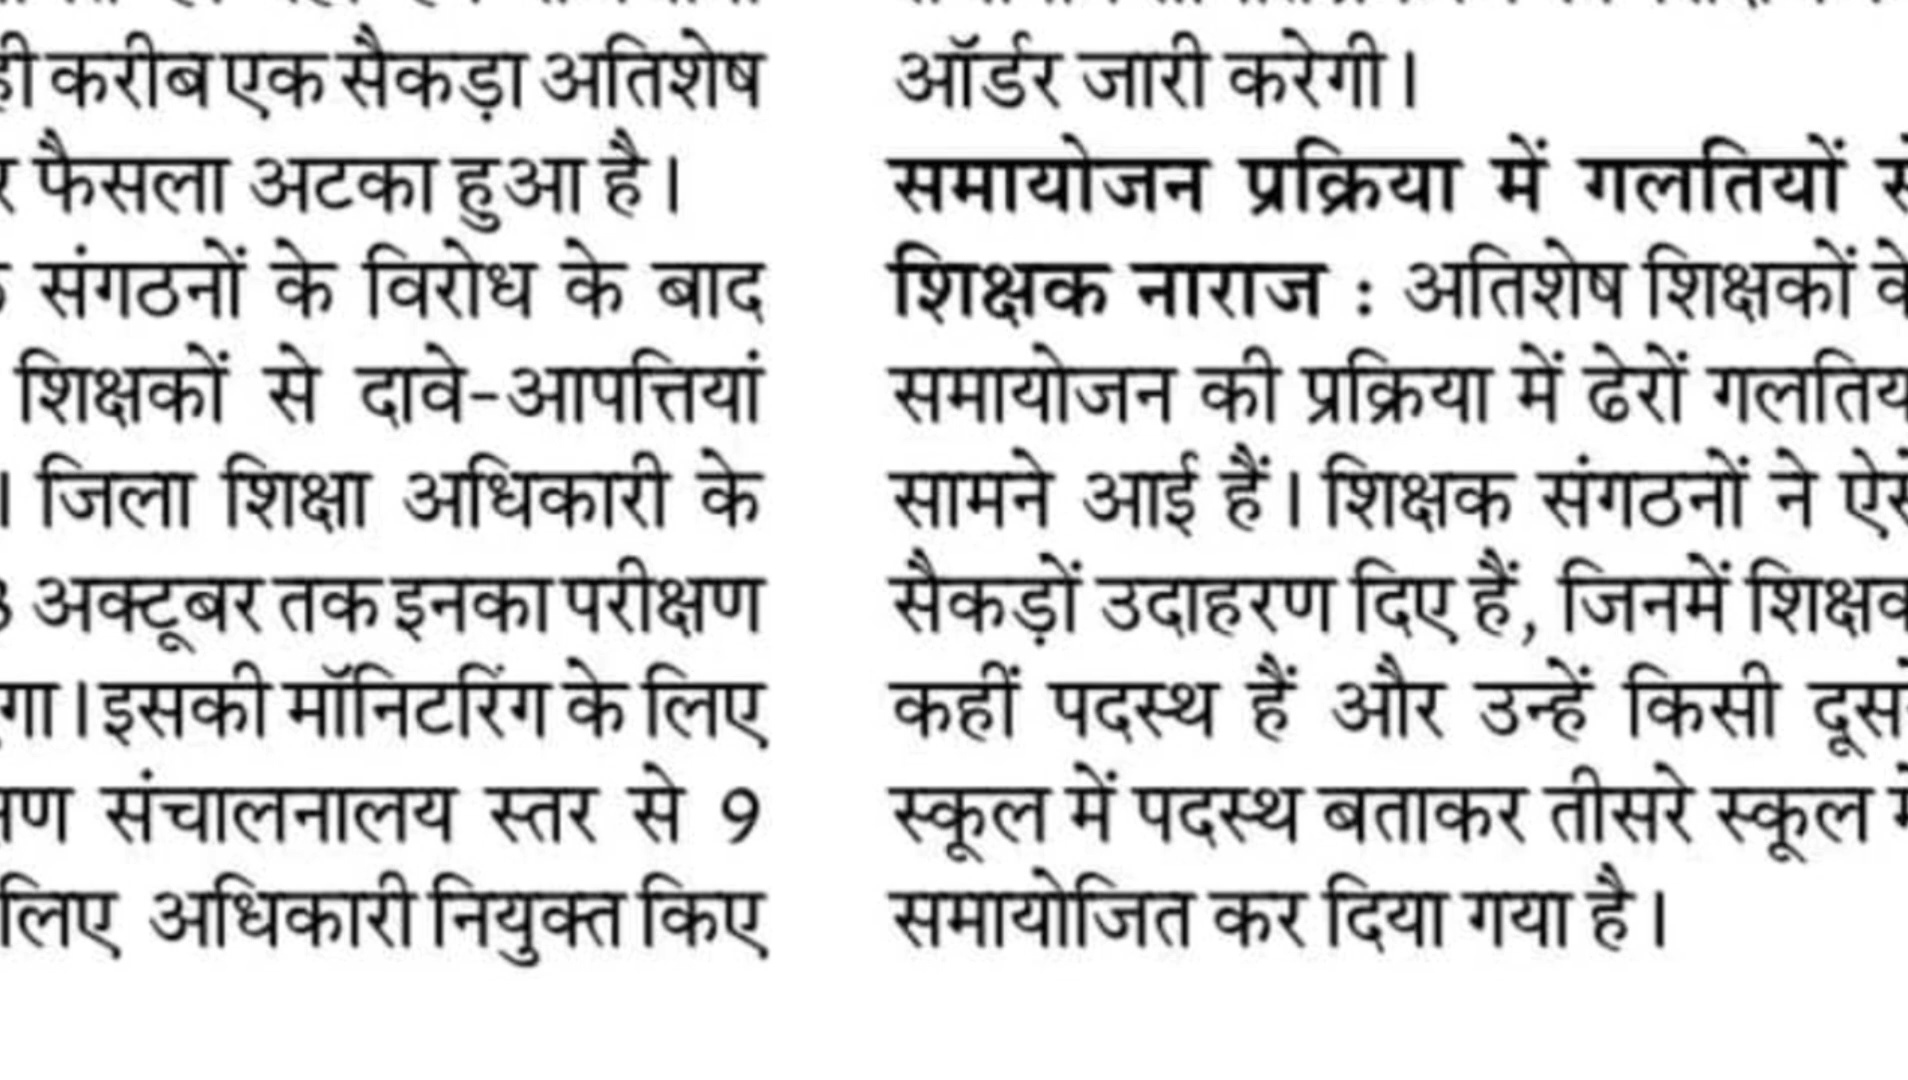 करीब एक सैकड़ा अतिशेष
फैसला अटका हुआ है।
संगठनों के विरोध के बाद
शिक्षकों से दावे-आपत्तियां
। जिला शिक्षा अधिकारी के
अक्टूबर तक इनका परीक्षण
गा। इसकी मॉनिटरिंग के लिए
संचालनालय स्तर से 9
लिए अधिकारी नियुक्त किए
ऑर्डर जारी करेगी।
समायोजन प्रक्रिया में गलतियों
शिक्षक नाराज : अतिशेष शिक्षकों
समायोजन की प्रक्रिया में ढेरों
सामने आई हैं। शिक्षक संगठनों ने
सैकड़ों उदाहरण दिए हैं, जिनमें
कहीं पदस्थ हैं और उन्हें किसी
स्कूल में पदस्थ बताकर तीसरे स्कूल
समायोजित कर दिया गया है।